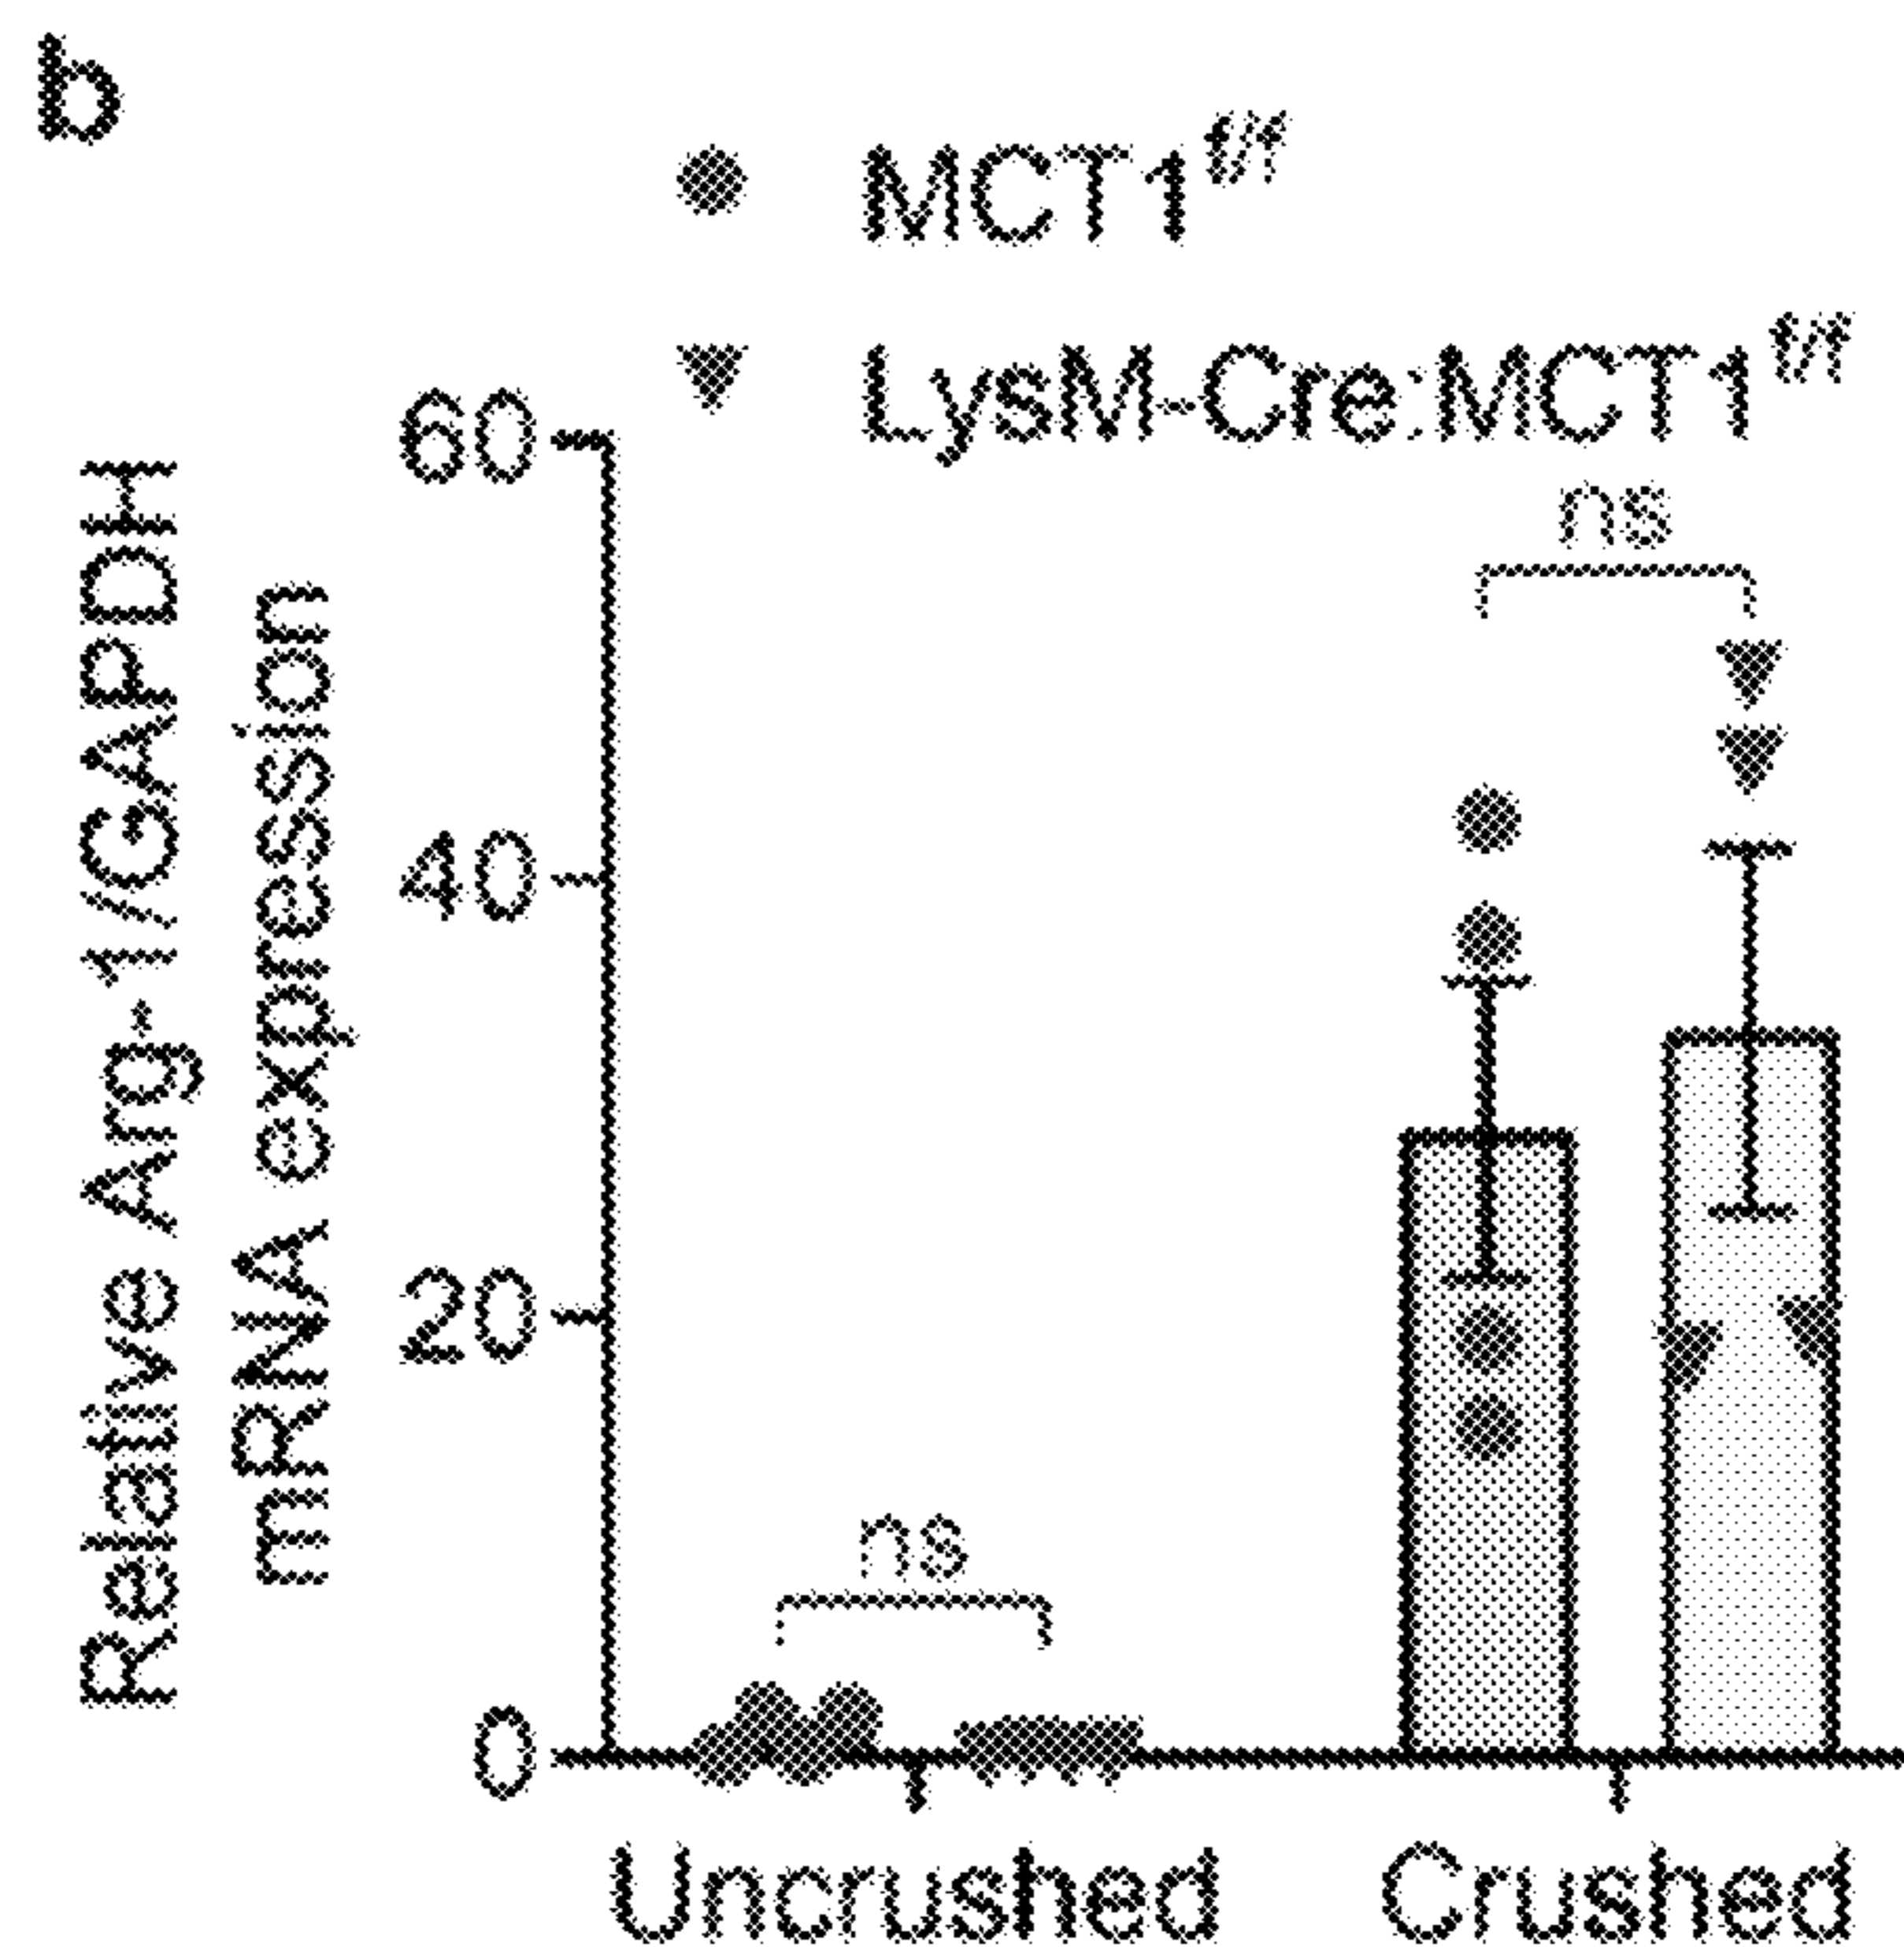 b
MCT1f/f
LysM-Cre:MCT1f/f
Relative Arg-1/GAPDH
mRNA expression
60
40
20
0
ns
ns
Uncrushed
Crushed